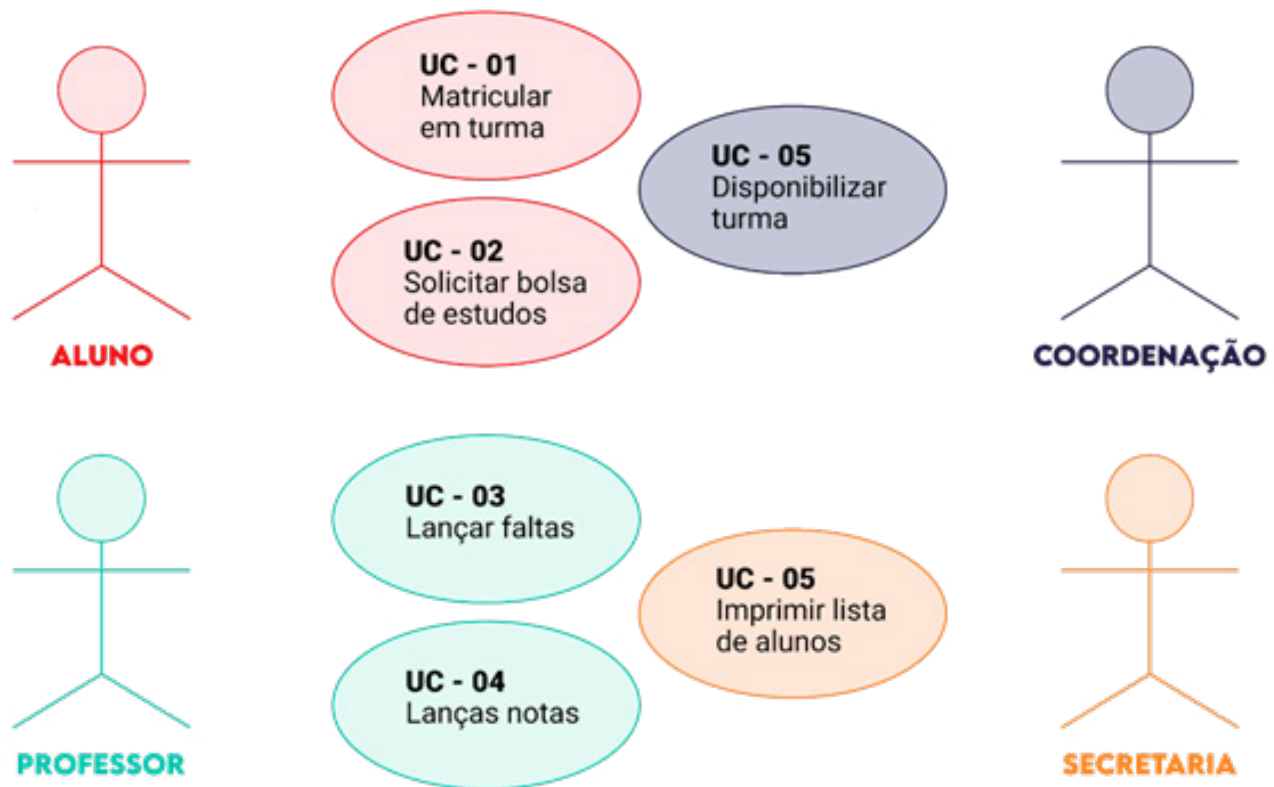 UC - 01
Matricular
em turma
UC - 05
Disponibilizar
turma
UC - 02
Solicitar bolsa
de estudos
ALUNO
COORDENAÇÃO
UC - 03
Lançar faltas
UC - 05
Imprimir lista
de alunos
UC - 04
Lanças notas
PROFESSOR
SECRETARIA